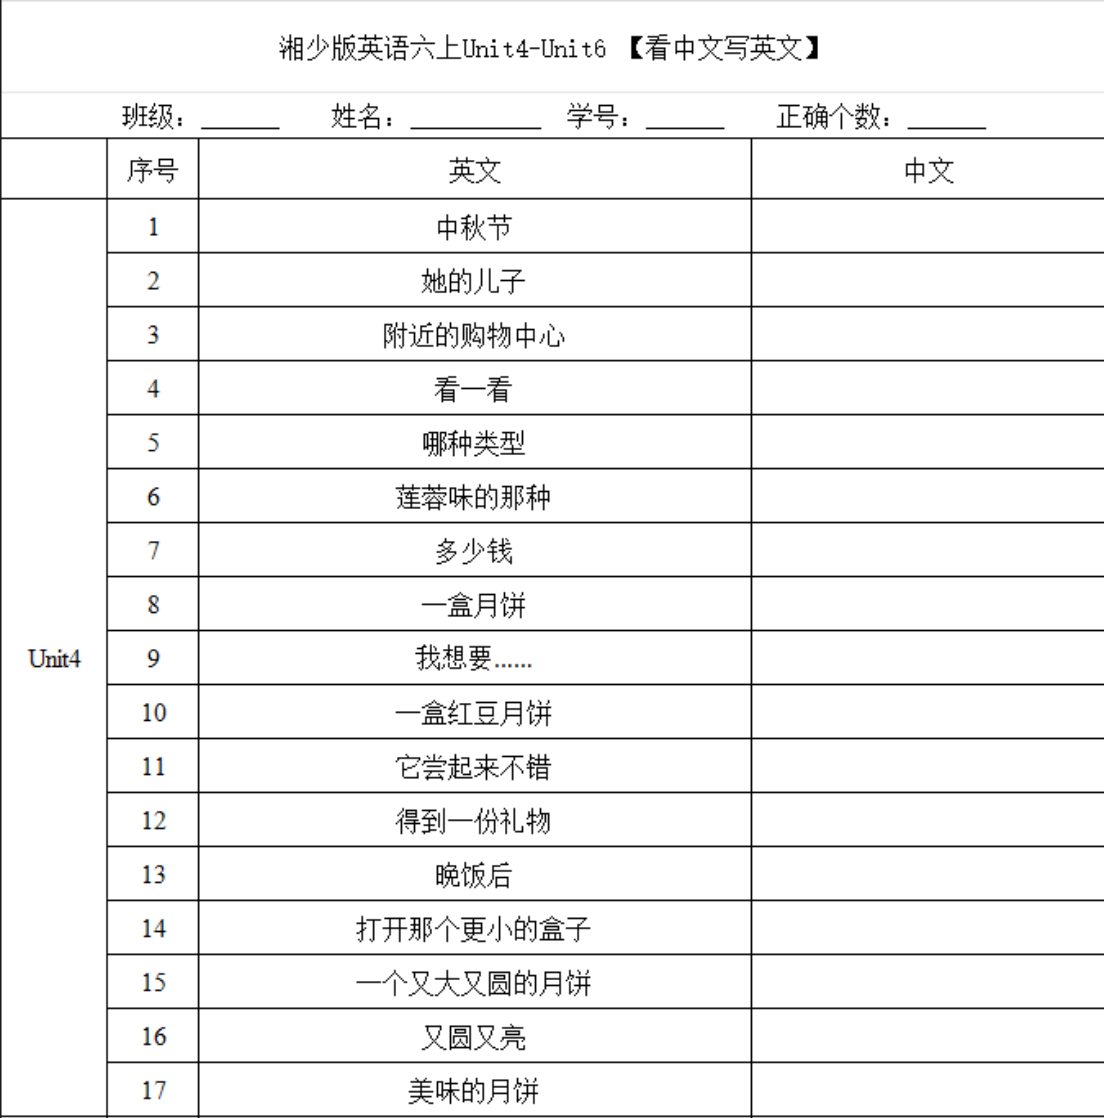 湘少版英语六上Unit4-Unit6 【看中文写英文】
班级：______ 姓名：__________ 学号：______ 正确个数：______
序号 英文 中文
Unit4
1 中秋节
2 她的儿子
3 附近的购物中心
4 看一看
5 哪种类型
6 莲蓉味的那种
7 多少钱
8 一盒月饼
9 我想要……
10 一盒红豆月饼
11 它尝起来不错
12 得到一份礼物
13 晚饭后
14 打开那个更小的盒子
15 一个又大又圆的月饼
16 又圆又亮
17 美味的月饼